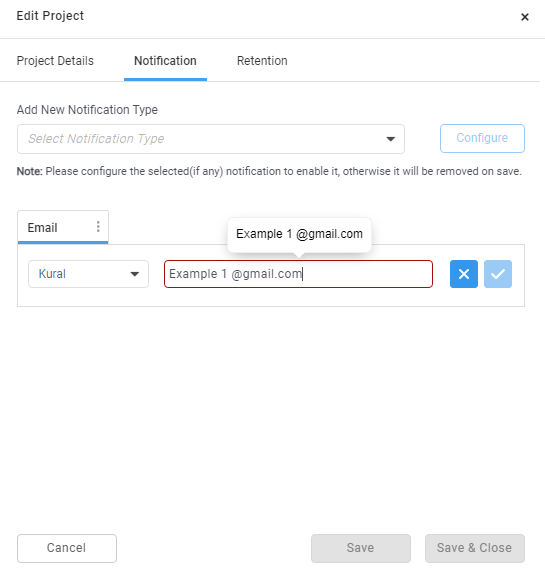 Edit Project
×
Project Details Notification Retention
Add New Notification Type
Select Notification Type Configure
Note: Please configure the selected(if any) notification to enable it, otherwise it will be removed on save.
Email
Example 1 @gmail.com
Kural Example 1 @gmail.com
Cancel Save Save & Close